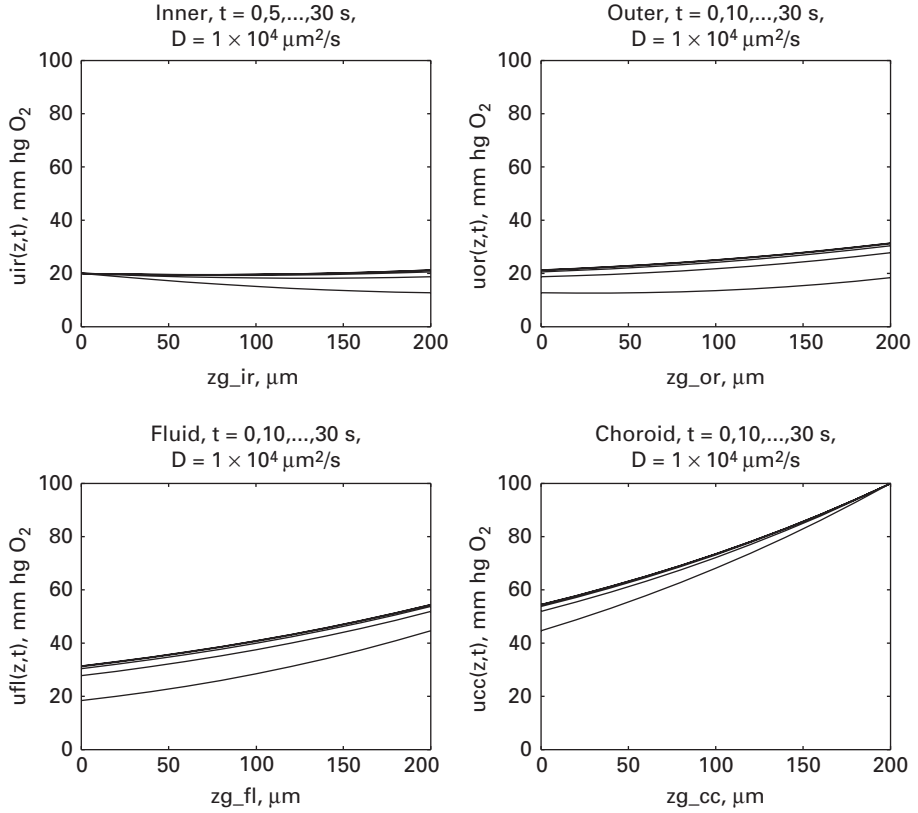 Inner, t = 0,5,...,30 s,
D = 1 × 10⁴ μm²/s
100
80
60
40
20
0
uir(z,t), mm hg O₂
0 50 100 150 200
zg_ir, μm
Outer, t = 0,10,...,30 s,
D = 1 × 10⁴ μm²/s
100
80
60
40
20
0
uor(z,t), mm hg O₂
0 50 100 150 200
zg_or, μm
Fluid, t = 0,10,...,30 s,
D = 1 × 10⁴ μm²/s
100
80
60
40
20
0
ufl(z,t), mm hg O₂
0 50 100 150 200
zg_fl, μm
Choroid, t = 0,10,...,30 s,
D = 1 × 10⁴ μm²/s
100
80
60
40
20
0
ucc(z,t), mm hg O₂
0 50 100 150 200
zg_cc, μm